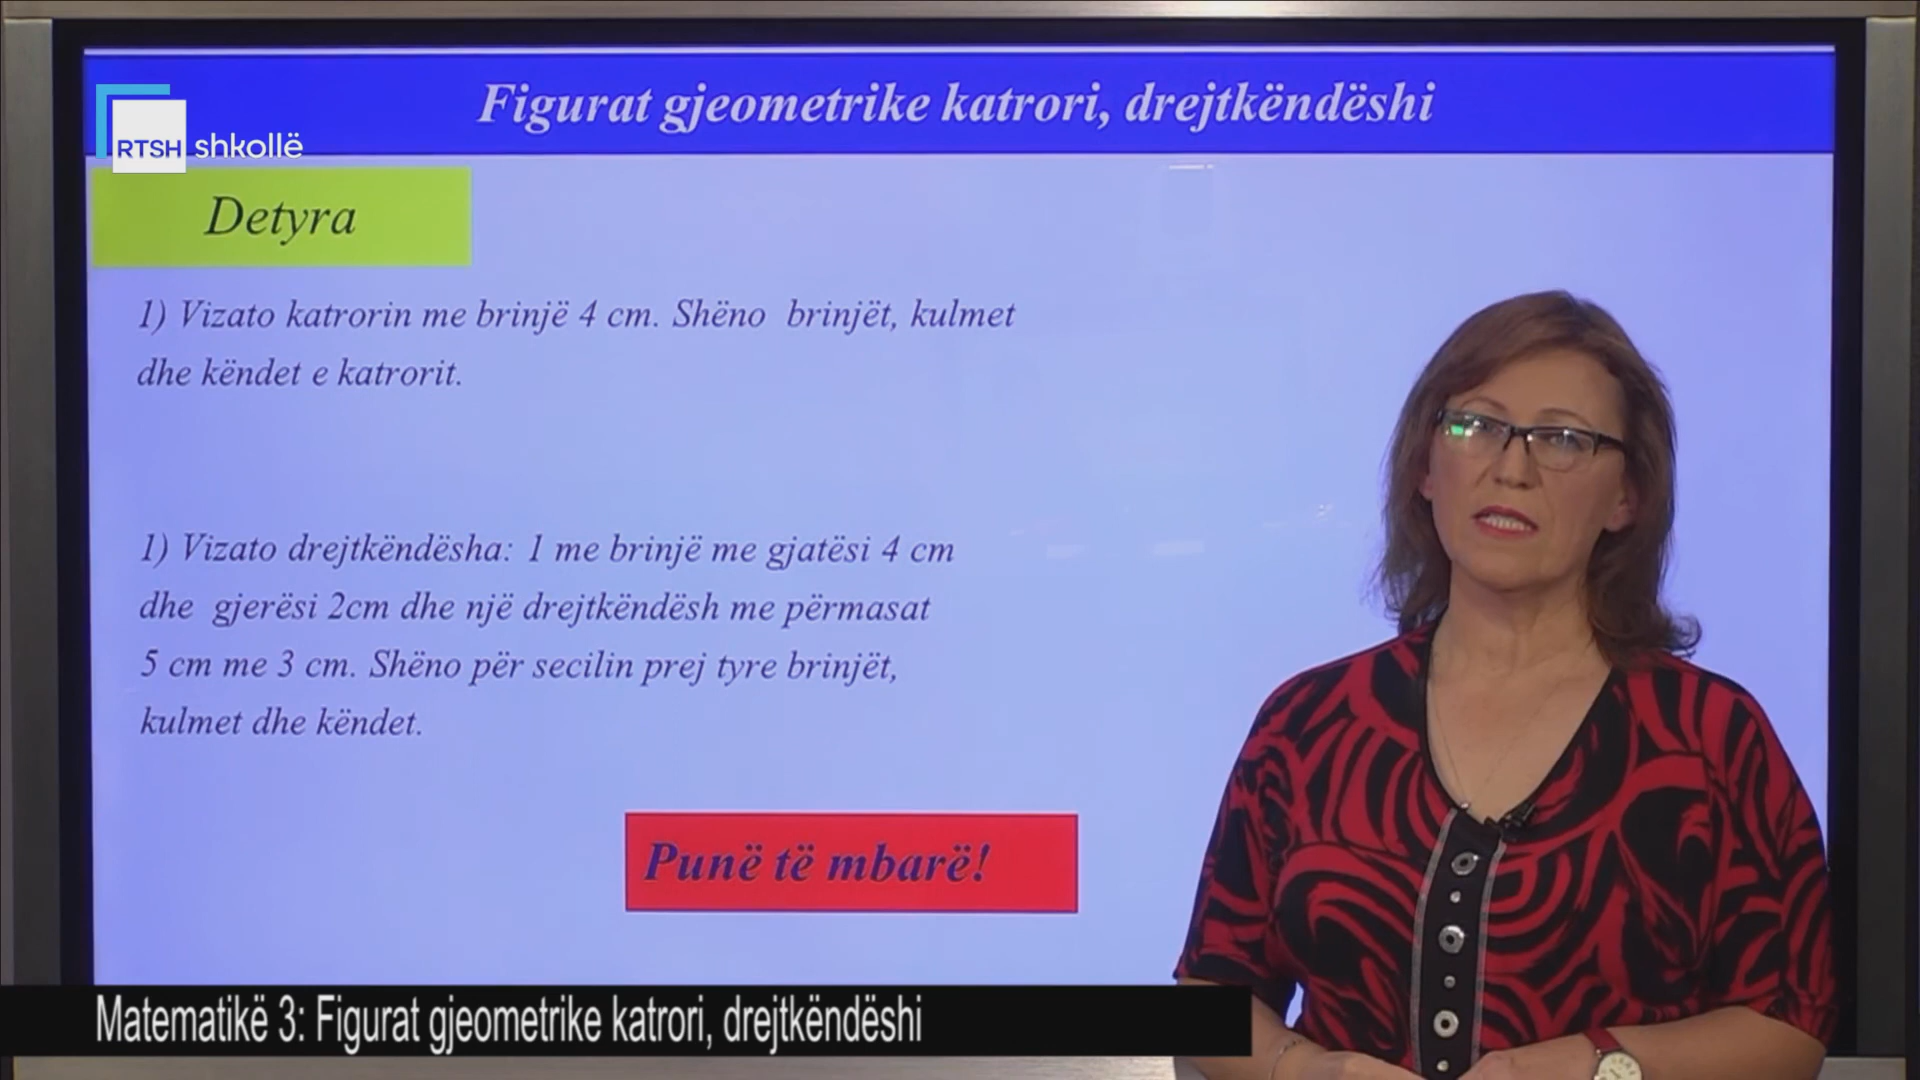 Figurat gjeometrike katrori, drejtkëndëshi
RTSH shkollë
Detyra
1) Vizato katrorin me brinjë 4 cm. Shëno brinjët, kulmet
dhe këndet e katrorit.
1) Vizato drejtkëndësha: 1 me brinjë me gjatësi 4 cm
dhe gjerësi 2cm dhe një drejtkëndësh me përmasat
5 cm me 3 cm. Shëno për secilin prej tyre brinjët,
kulmet dhe këndet.
Punë të mbarë!
Matematikë 3: Figurat gjeometrike katrori, drejtkëndëshi